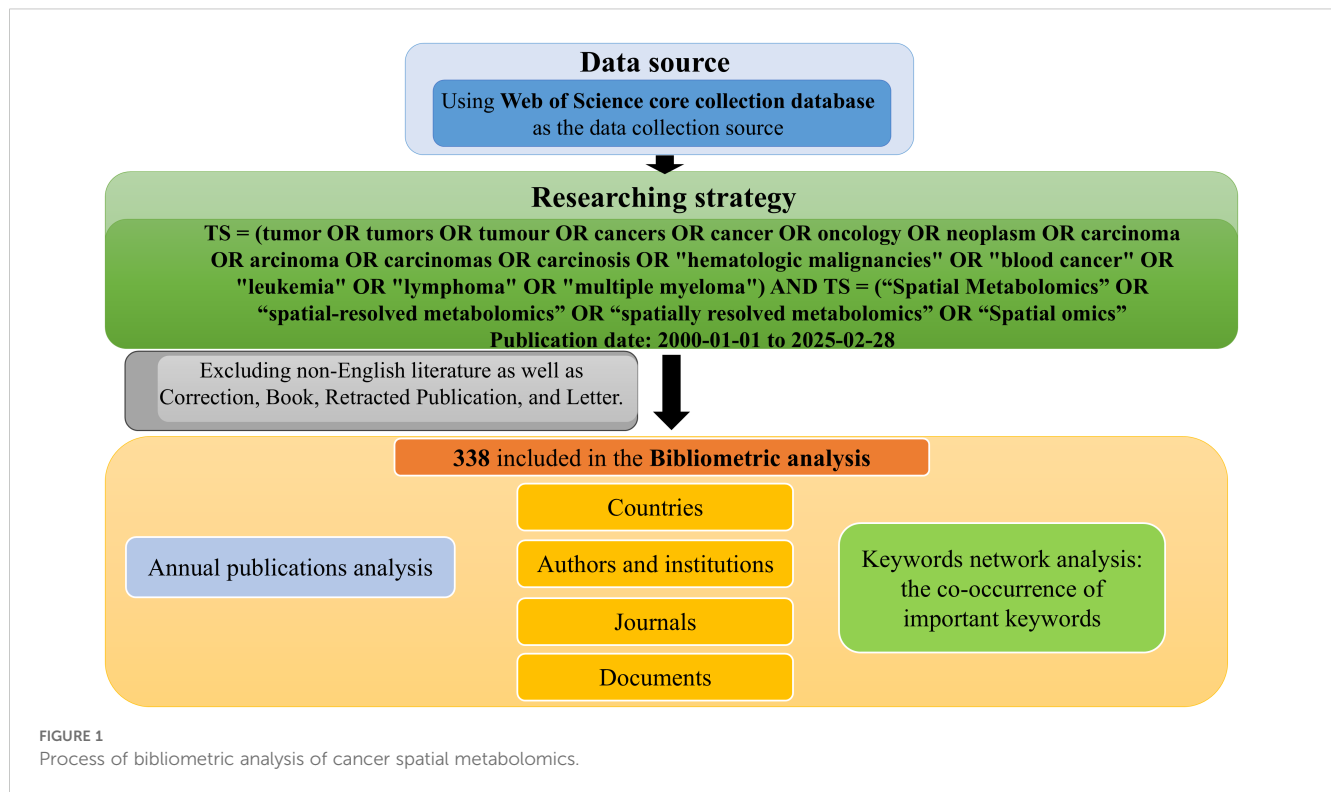 Data source
Using Web of Science core collection database
as the data collection source
Researching strategy
TS = (tumor OR tumors OR tumour OR cancers OR cancer OR oncology OR neoplasm OR carcinoma
OR arcinoma OR carcinomas OR carcinosis OR "hematologic malignancies" OR "blood cancer" OR
"leukemia" OR "lymphoma" OR "multiple myeloma") AND TS = (“Spatial Metabolomics” OR
“spatial-resolved metabolomics” OR “spatially resolved metabolomics” OR “Spatial omics”
Publication date: 2000-01-01 to 2025-02-28
Excluding non-English literature as well as
Correction, Book, Retracted Publication, and Letter.
338 included in the Bibliometric analysis
Annual publications analysis
Countries
Authors and institutions
Journals
Documents
Keywords network analysis:
the co-occurrence of
important keywords
FIGURE 1
Process of bibliometric analysis of cancer spatial metabolomics.